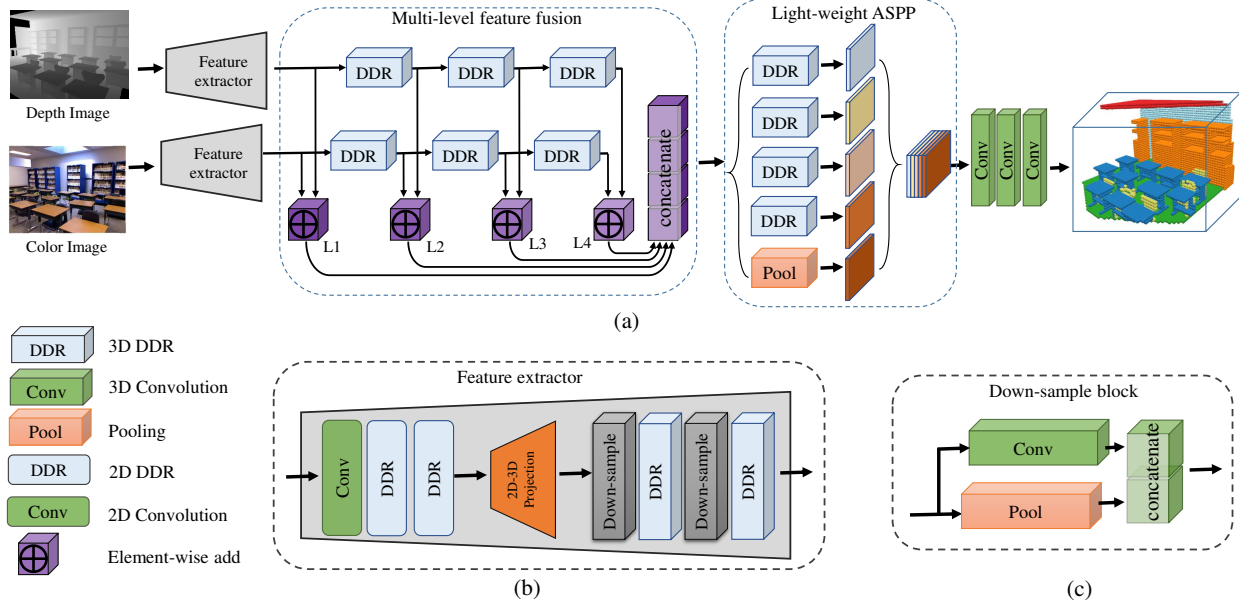 Multi-level feature fusion
Light-weight ASPP
Feature
extractor
DDR
DDR
DDR
Depth Image
Feature
extractor
DDR
DDR
DDR
concatenate
Color Image
L1
L2
L3
L4
DDR
DDR
DDR
DDR
Pool
Conv
Conv
Conv
(a)
DDR
3D DDR
Conv
3D Convolution
Pool
Pooling
DDR
2D DDR
Conv
2D Convolution
Element-wise add
Feature extractor
Conv
DDR
DDR
2D-3D
Projection
Down-sample
DDR
Down-sample
DDR
(b)
Down-sample block
Conv
Pool
concatenate
(c)